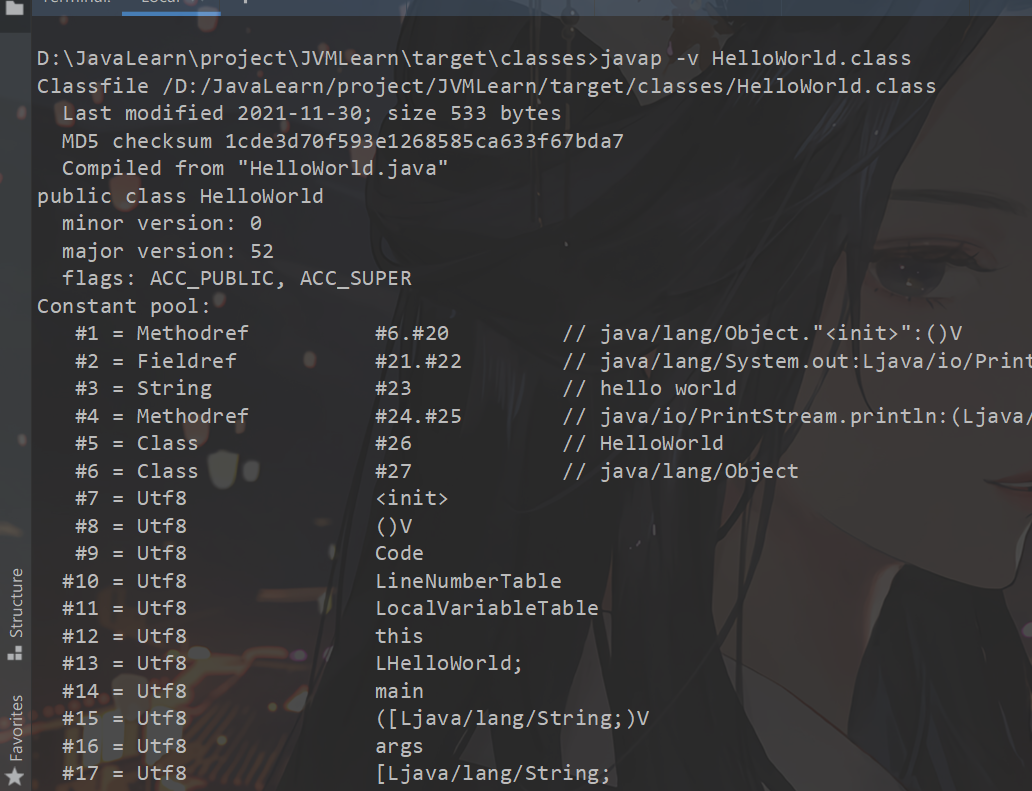 D:\JavaLearn\project\JVMLearn\target\classes>javap -v HelloWorld.class
Classfile /D:/JavaLearn/project/JVMLearn/target/classes/HelloWorld.class
  Last modified 2021-11-30; size 533 bytes
  MD5 checksum 1cde3d70f593e1268585ca633f67bda7
  Compiled from "HelloWorld.java"
public class HelloWorld
  minor version: 0
  major version: 52
  flags: ACC_PUBLIC, ACC_SUPER
Constant pool:
   #1 = Methodref          #6.#20         // java/lang/Object."<init>":()V
   #2 = Fieldref           #21.#22        // java/lang/System.out:Ljava/io/Print
   #3 = String             #23            // hello world
   #4 = Methodref          #24.#25        // java/io/PrintStream.println:(Ljava/
   #5 = Class              #26            // HelloWorld
   #6 = Class              #27            // java/lang/Object
   #7 = Utf8               <init>
   #8 = Utf8               ()V
   #9 = Utf8               Code
  #10 = Utf8               LineNumberTable
  #11 = Utf8               LocalVariableTable
  #12 = Utf8               this
  #13 = Utf8               LHelloWorld;
  #14 = Utf8               main
  #15 = Utf8               ([Ljava/lang/String;)V
  #16 = Utf8               args
  #17 = Utf8               [Ljava/lang/String;
Structure
Favorites